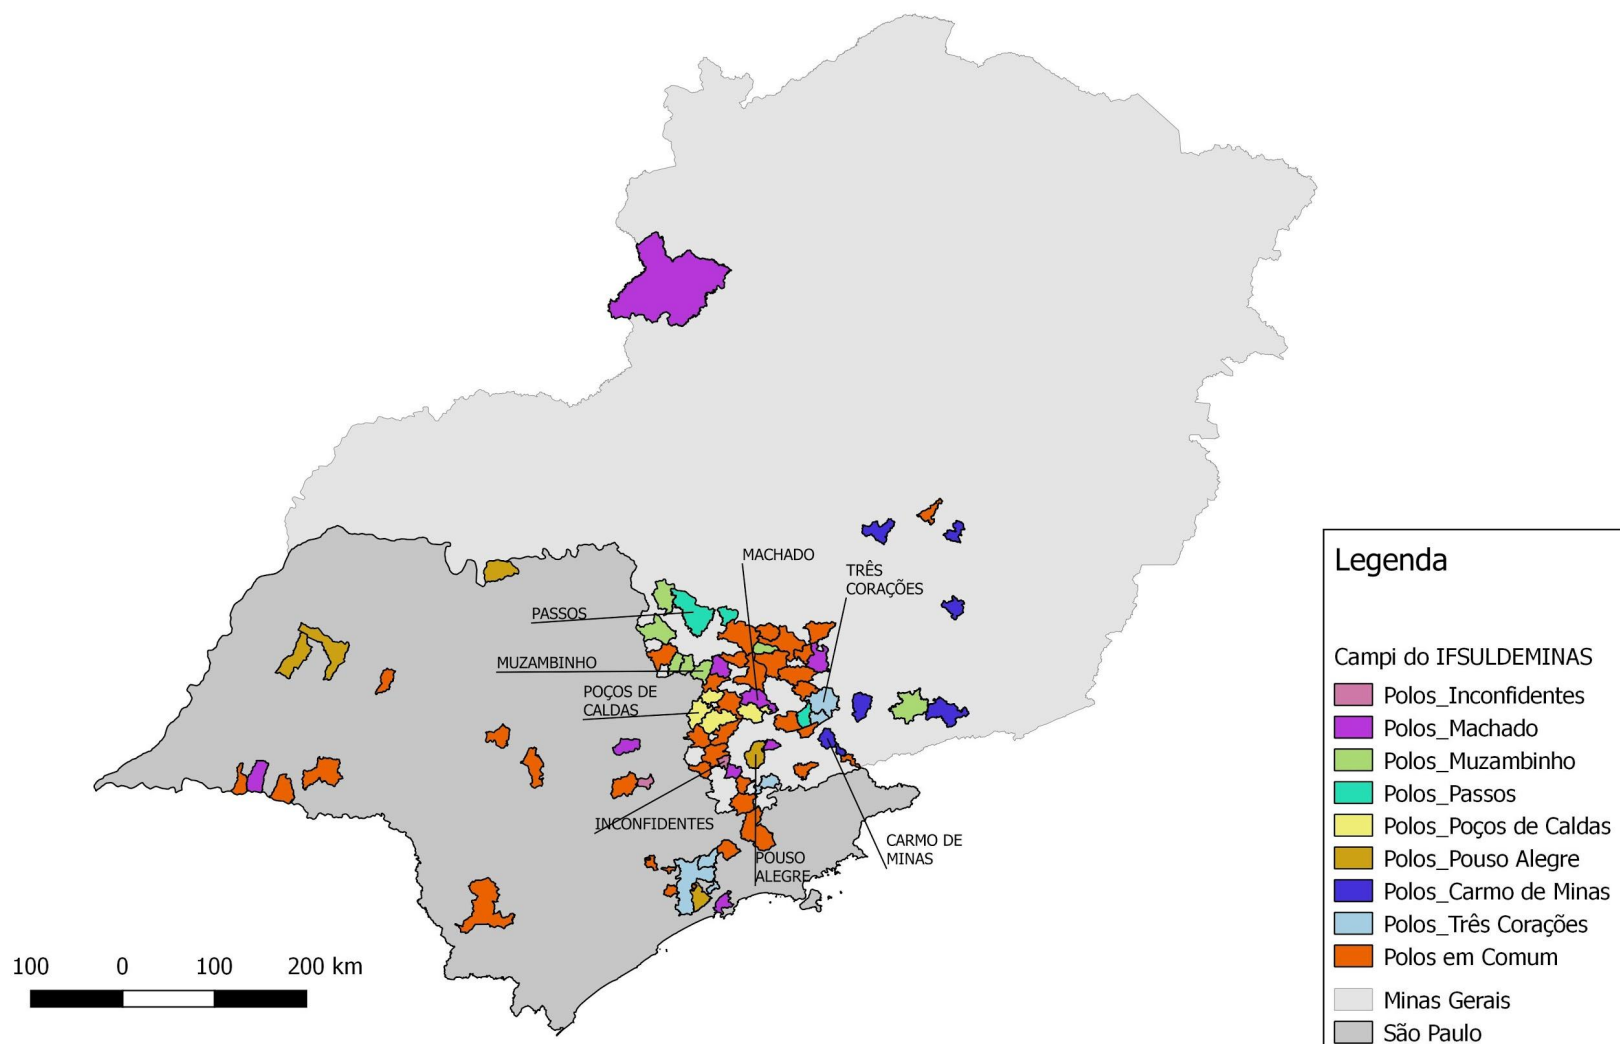 MACHADO
TRÊS
CORAÇÕES
PASSOS
MUZAMBINHO
POÇOS DE
CALDAS
INCONFIDENTES
POUSO
ALEGRE
CARMO DE
MINAS
100 0 100 200 km
Legenda
Campi do IFSULDEMINAS
Polos_Inconfidentes
Polos_Machado
Polos_Muzambinho
Polos_Passos
Polos_Poços de Caldas
Polos_Pouso Alegre
Polos_Carmo de Minas
Polos_Três Corações
Polos em Comum
Minas Gerais
São Paulo